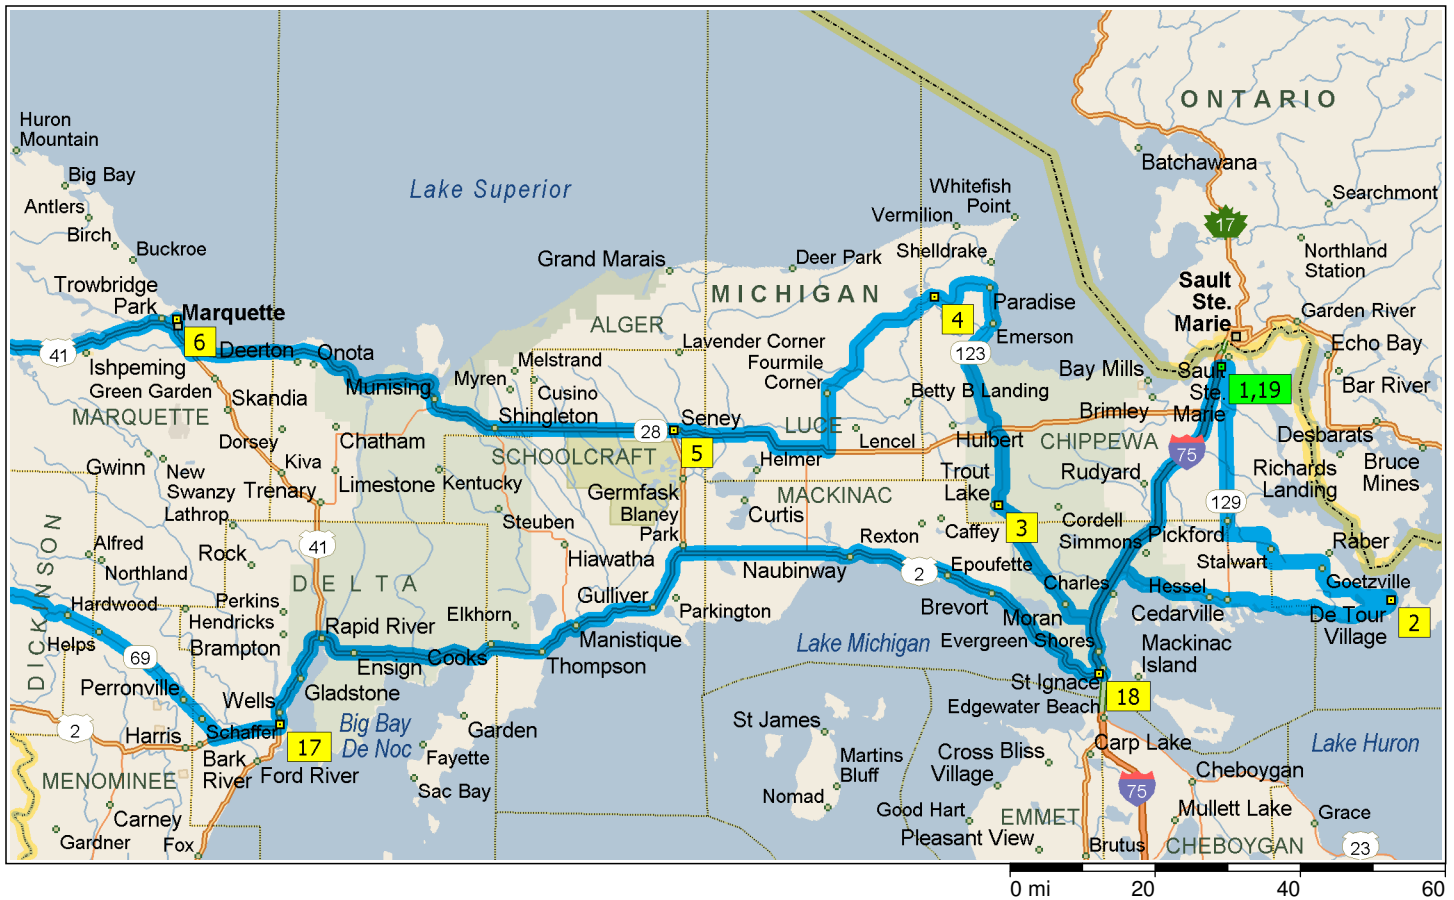 Huron
Mountain
Big Bay
Antlers
Birch
Buckroe
Trowbridge
Park
Marquette
6
41
Ishpeming
Green Garden
MARQUETTE
Deerton
Onota
Skandia
Munising
Dorsey
Chatham
Gwinn
New
Swanzy
Kiva
Trenary
Limestone
Lathrop
Alfred
Northland
Rock
41
DICKINSON
DELTA
Hardwood
Perkins
Hendricks
Helps
Brampton
Rapid River
69
Perronville
Wells
Ensign
Cooks
Gladstone
2
Harris
Schaffer
17
Bark
River
Ford River
Big Bay
De Noc
MENOMINEE
Carney
Gardner
Fox
Lake Superior
Grand Marais
Deer Park
MICHIGAN
ALGER
Melstrand
Myren
Cusino
Shingleton
Lavender Corner
Fourmile
Corner
28
Seney
5
SCHOOLCRAFT
LUCE
Helmer
Lencel
Kentucky
Germfask
Blaney
Park
Steuben
Curtis
MACKINAC
Hiawatha
Rexton
Naubinway
2
Gulliver
Elkhorn
Parkington
Manistique
Thompson
Garden
Fayette
Sac Bay
Whitefish
Point
Vermilion
Shelldrake
4
Paradise
Emerson
123
Betty B Landing
Hulbert
Trout
Lake
3
Caffey
Epoufette
Brevort
Lake Michigan
Moran
Evergreen Shores
Charles
St Ignace
18
Edgewater Beach
Mackinac
Island
St James
Martins
Bluff
Nomad
Cross Bliss
Village
Carp Lake
Good Hart
Pleasant View
EMMET
Brutus
75
Cheboygan
Mullett Lake
CHEBOYGAN
Grace
23
Lake Huron
ONTARIO
Batchawana
Searchmont
17
Northland
Station
Sault
Ste.
Marie
Garden River
Echo Bay
Bay Mills
Sault
Ste.
Marie
1,19
Bar River
Brimley
CHIPPEWA
75
Desbarats
Rudyard
Richards
Landing
Bruce
Mines
129
Cordell
Simmons
Pickford
Stalwart
Raber
Goetzville
Hessel
Cedarville
De Tour
Village
2
0 mi 20 40 60